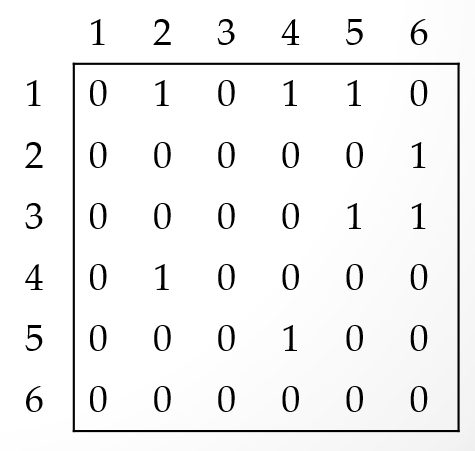 1 2 3 4 5 6
1 0 1 0 1 1 0
2 0 0 0 0 0 1
3 0 0 0 0 1 1
4 0 1 0 0 0 0
5 0 0 0 1 0 0
6 0 0 0 0 0 0